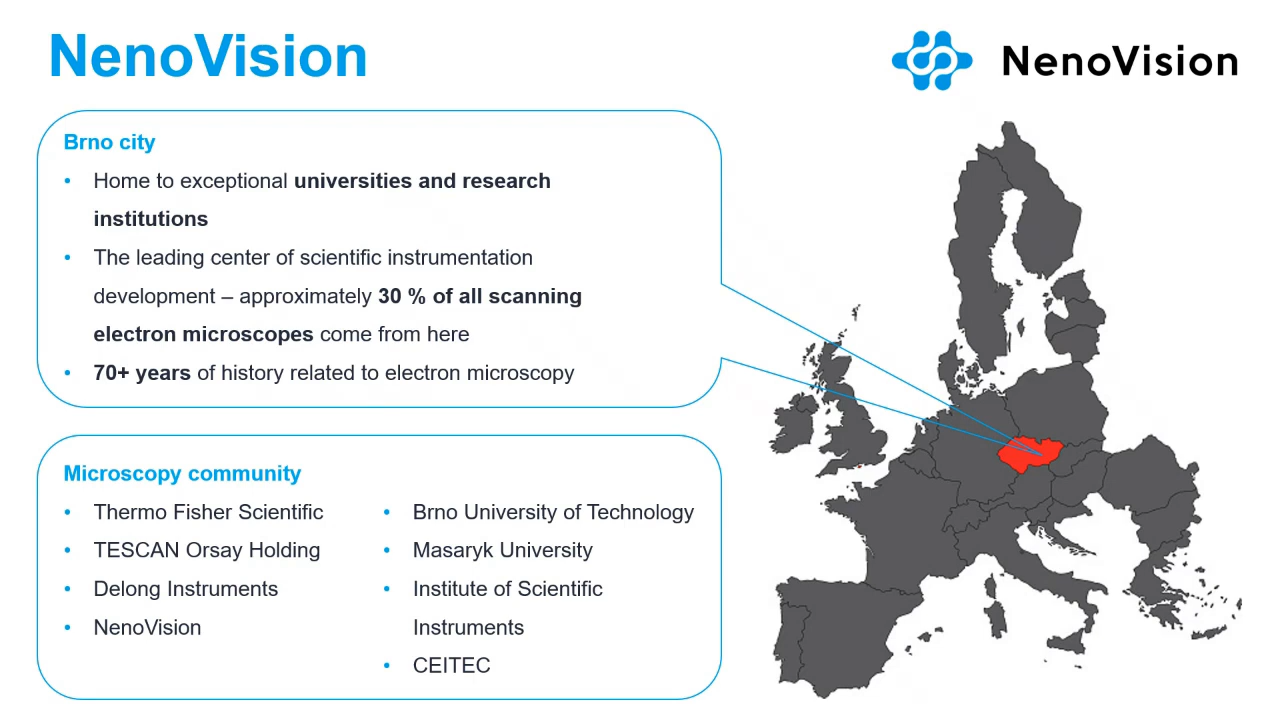 NenoVision
NenoVision
Brno city
• Home to exceptional universities and research
institutions
• The leading center of scientific instrumentation
development – approximately 30 % of all scanning
electron microscopes come from here
• 70+ years of history related to electron microscopy
Microscopy community
• Thermo Fisher Scientific
• TESCAN Orsay Holding
• Delong Instruments
• NenoVision
• Brno University of Technology
• Masaryk University
• Institute of Scientific
Instruments
• CEITEC